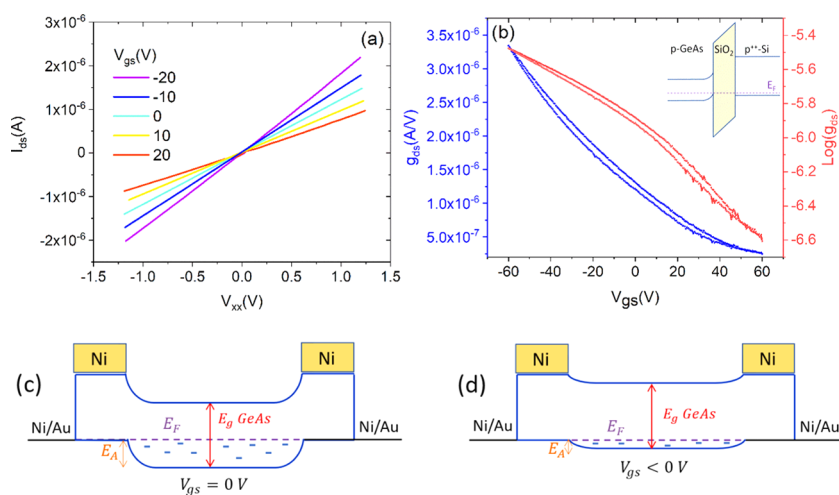 (a)
V_gs(V)
-20
-10
0
10
20
3x10⁻⁶
2x10⁻⁶
1x10⁻⁶
0
-1x10⁻⁶
-2x10⁻⁶
I_ds(A)
-1.5 -1.0 -0.5 0.0 0.5 1.0 1.5
V_xx(V)
(b)
p-GeAs SiO₂ p⁺⁺-Si
E_F
3.5x10⁻⁶
3.0x10⁻⁶
2.5x10⁻⁶
2.0x10⁻⁶
1.5x10⁻⁶
1.0x10⁻⁶
5.0x10⁻⁷
g_ds(A/V)
-5.4
-5.6
-5.8
-6.0
-6.2
-6.4
-6.6
Log(g_ds)
-60 -40 -20 0 20 40 60
V_gs(V)
(c)
Ni Ni
E_g GeAs
E_F
Ni/Au Ni/Au
E_A
V_gs = 0 V
(d)
Ni Ni
E_g GeAs
E_F
Ni/Au Ni/Au
E_A
V_gs < 0 V